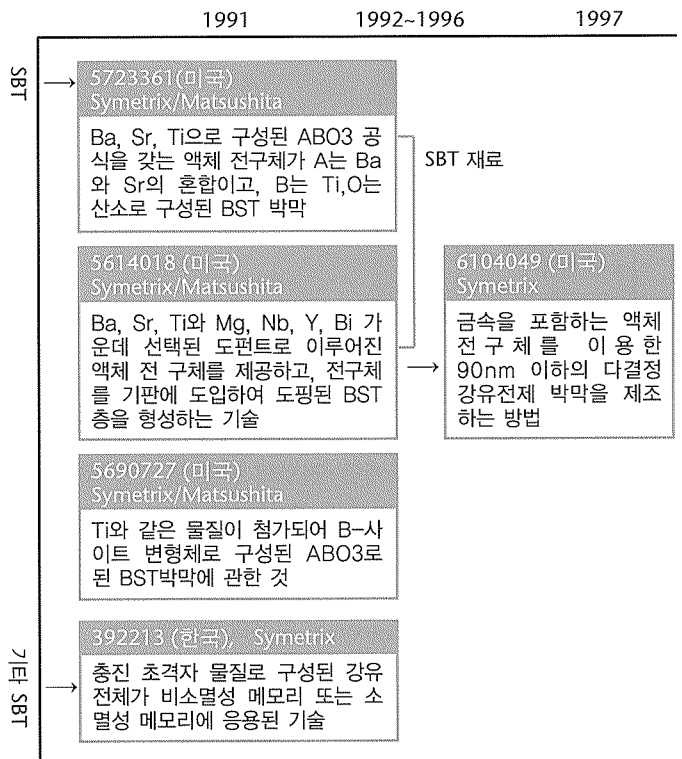 1991
1992~1996
1997
SBT
5723361(미국)
Symetrix/Matsushita
Ba, Sr, Ti으로 구성된 ABO3 공
식을 갖는 액체 전구체가 A는 Ba
와 Sr의 혼합이고, B는 Ti,O는
산소로 구성된 BST 박막
SBT 재료
5614018 (미국)
Symetrix/Matsushita
Ba, Sr, Ti와 Mg, Nb, Y, Bi 가
운데 선택된 도펀트로 이루어진
액체 전 구체를 제공하고, 전구체
를 기판에 도입하여 도핑된 BST
층을 형성하는 기술
6104049 (미국)
Symetrix
금속을 포함하는 액체
전구체를 이용한
90nm 이하의 다결정
강유전제 박막을 제조
하는 방법
5690727 (미국)
Symetrix/Matsushita
Ti와 같은 물질이 첨가되어 B-사
이트 변형체로 구성된 ABO3로
된 BST박막에 관한 것
기타 SBT
392213 (한국), Symetrix
충진 초격자 물질로 구성된 강유
전체가 비소멸성 메모리 또는 소
멸성 메모리에 응용된 기술